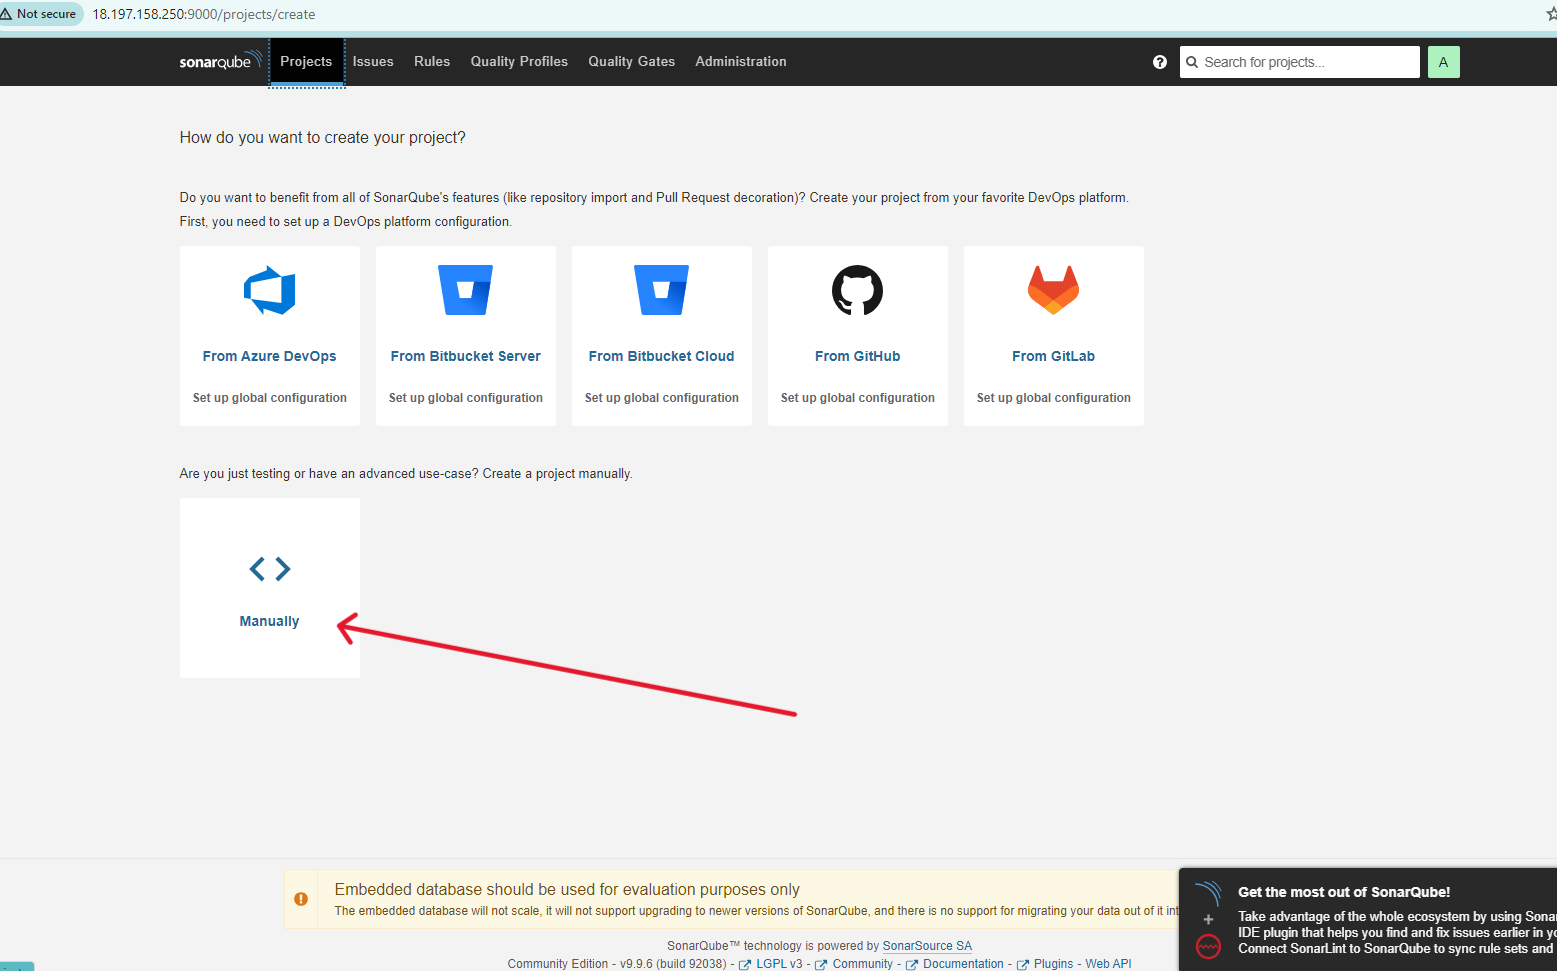 Not secure 18.197.158.250:9000/projects/create
sonarqube Projects Issues Rules Quality Profiles Quality Gates Administration ? Search for projects... A
How do you want to create your project?
Do you want to benefit from all of SonarQube's features (like repository import and Pull Request decoration)? Create your project from your favorite DevOps platform.
First, you need to set up a DevOps platform configuration.
From Azure DevOps From Bitbucket Server From Bitbucket Cloud From GitHub From GitLab
Set up global configuration Set up global configuration Set up global configuration Set up global configuration Set up global configuration
Are you just testing or have an advanced use-case? Create a project manually.
Manually
Embedded database should be used for evaluation purposes only
The embedded database will not scale, it will not support upgrading to newer versions of SonarQube, and there is no support for migrating your data out of it int
SonarQube™ technology is powered by SonarSource SA
Community Edition - v9.9.6 (build 92038) - LGPL v3 - Community - Documentation - Plugins - Web API
Get the most out of SonarQube!
Take advantage of the whole ecosystem by using Sonar
IDE plugin that helps you find and fix issues earlier in yo
Connect SonarLint to SonarQube to sync rule sets and